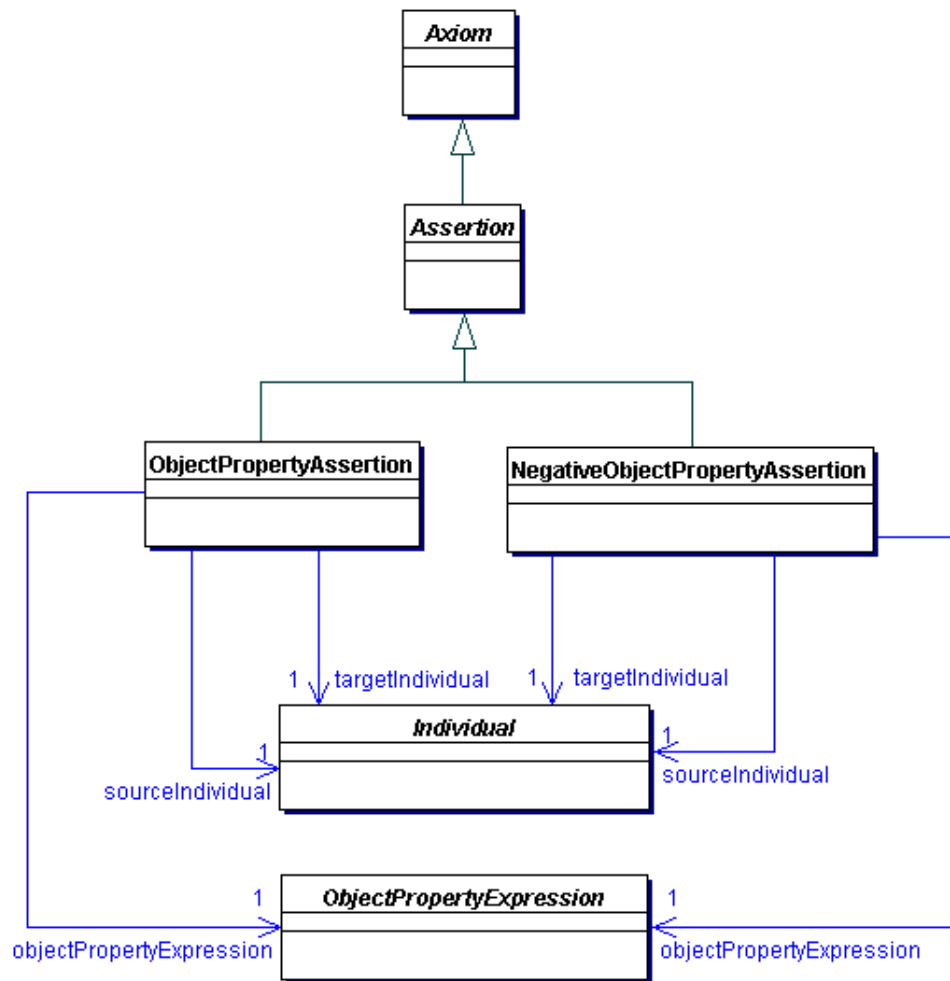 Axiom
Assertion
ObjectPropertyAssertion
NegativeObjectPropertyAssertion
1 targetIndividual
1 targetIndividual
Individual
1
sourceIndividual
1
sourceIndividual
ObjectPropertyExpression
1
objectPropertyExpression
1
objectPropertyExpression